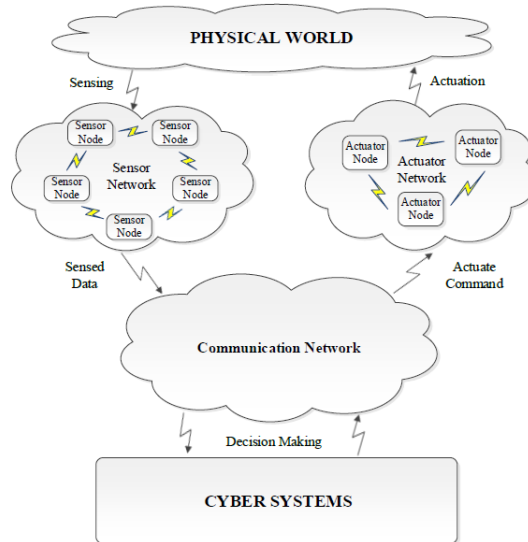 PHYSICAL WORLD
Sensing
Actuation
Sensor
Node
Sensor
Node
Sensor
Network
Sensor
Node
Sensor
Node
Sensor
Node
Actuator
Node
Actuator
Node
Actuator
Network
Actuator
Node
Sensed
Data
Actuate
Command
Communication Network
Decision Making
CYBER SYSTEMS